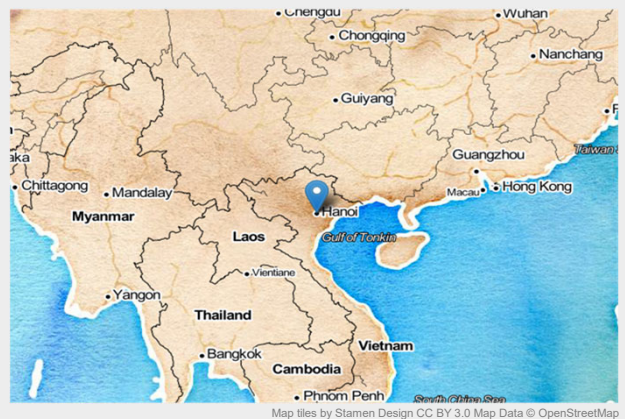 Chengdu
Wuhan
Chongqing
Nanchang
Guiyang
Taiwan
Guangzhou
Chittagong
Mandalay
Macau
Hong Kong
Myanmar
Hanoi
Laos
Gulf of Tonkin
Vientiane
Yangon
Thailand
Vietnam
Bangkok
Cambodia
Phnom Penh
South China Sea
Map tiles by Stamen Design CC BY 3.0 Map Data © OpenStreetMap